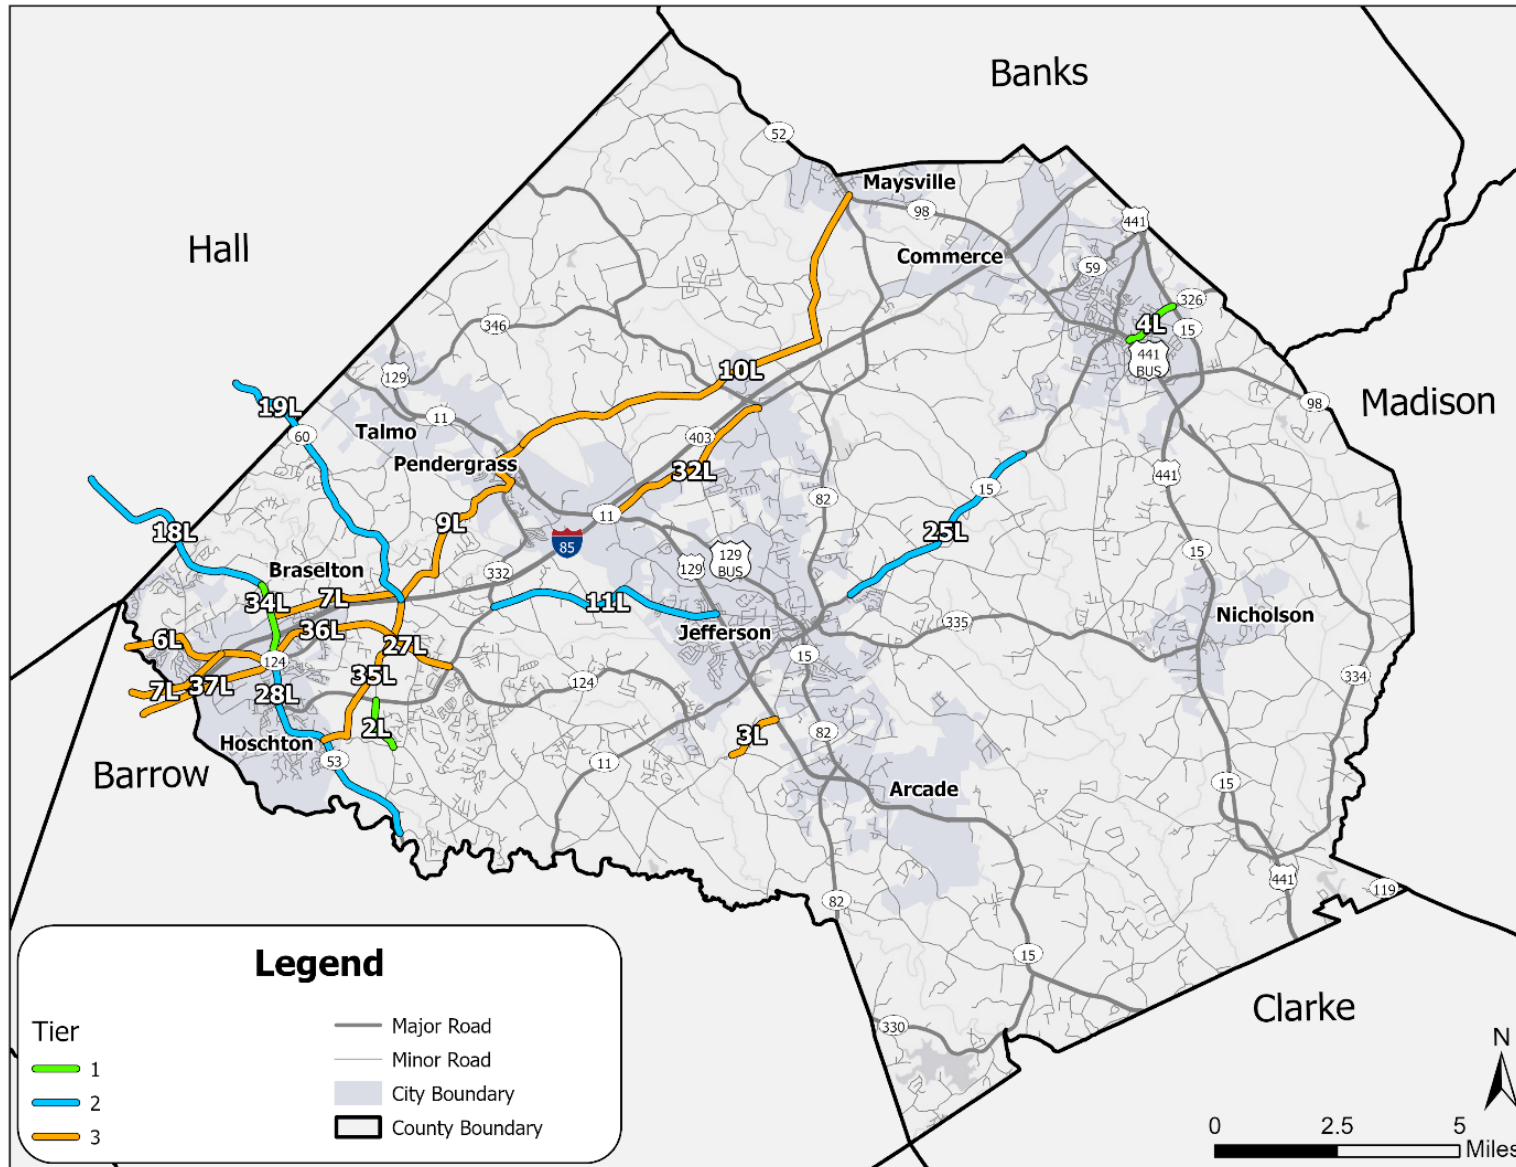 Banks
52
Maysville
98
441
Hall
Commerce
59
326
4L
15
346
441
BUS
10L
129
Madison
98
19L
11
60
Talmo
403
Pendergrass
32L
441
82
15
18L
9L
11
25L
85
129
BUS
15
129
Braselton
332
34L
7L
11L
Nicholson
36L
Jefferson
335
6L
27L
124
15
35L
334
7L
37L
28L
124
2L
3L
82
Hoschton
53
11
Barrow
15
Arcade
441
119
82
Legend
15
Clarke
Tier
Major Road
330
Minor Road
N
1
City Boundary
2
County Boundary
3
0 2.5 5
Miles